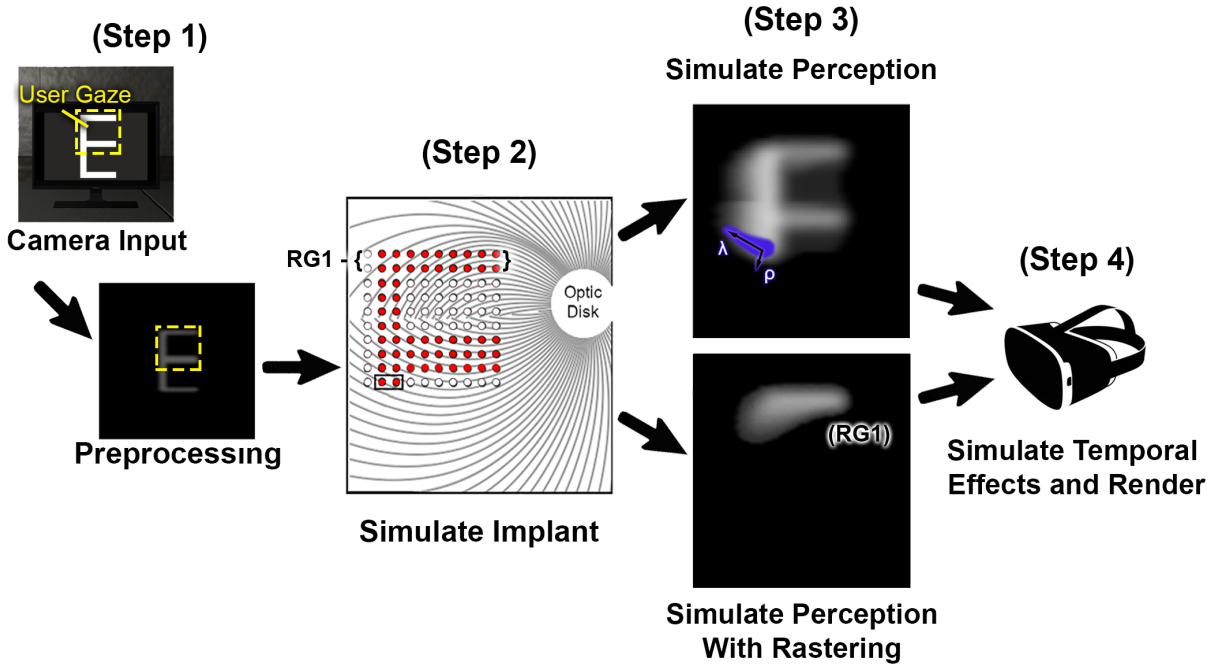 (Step 1)
User Gaze
Camera Input
Preprocessing
(Step 2)
RG1 - { }
Optic
Disk
Simulate Implant
(Step 3)
Simulate Perception
λ
ρ
(RG1)
Simulate Perception
With Rastering
(Step 4)
Simulate Temporal
Effects and Render
E
E